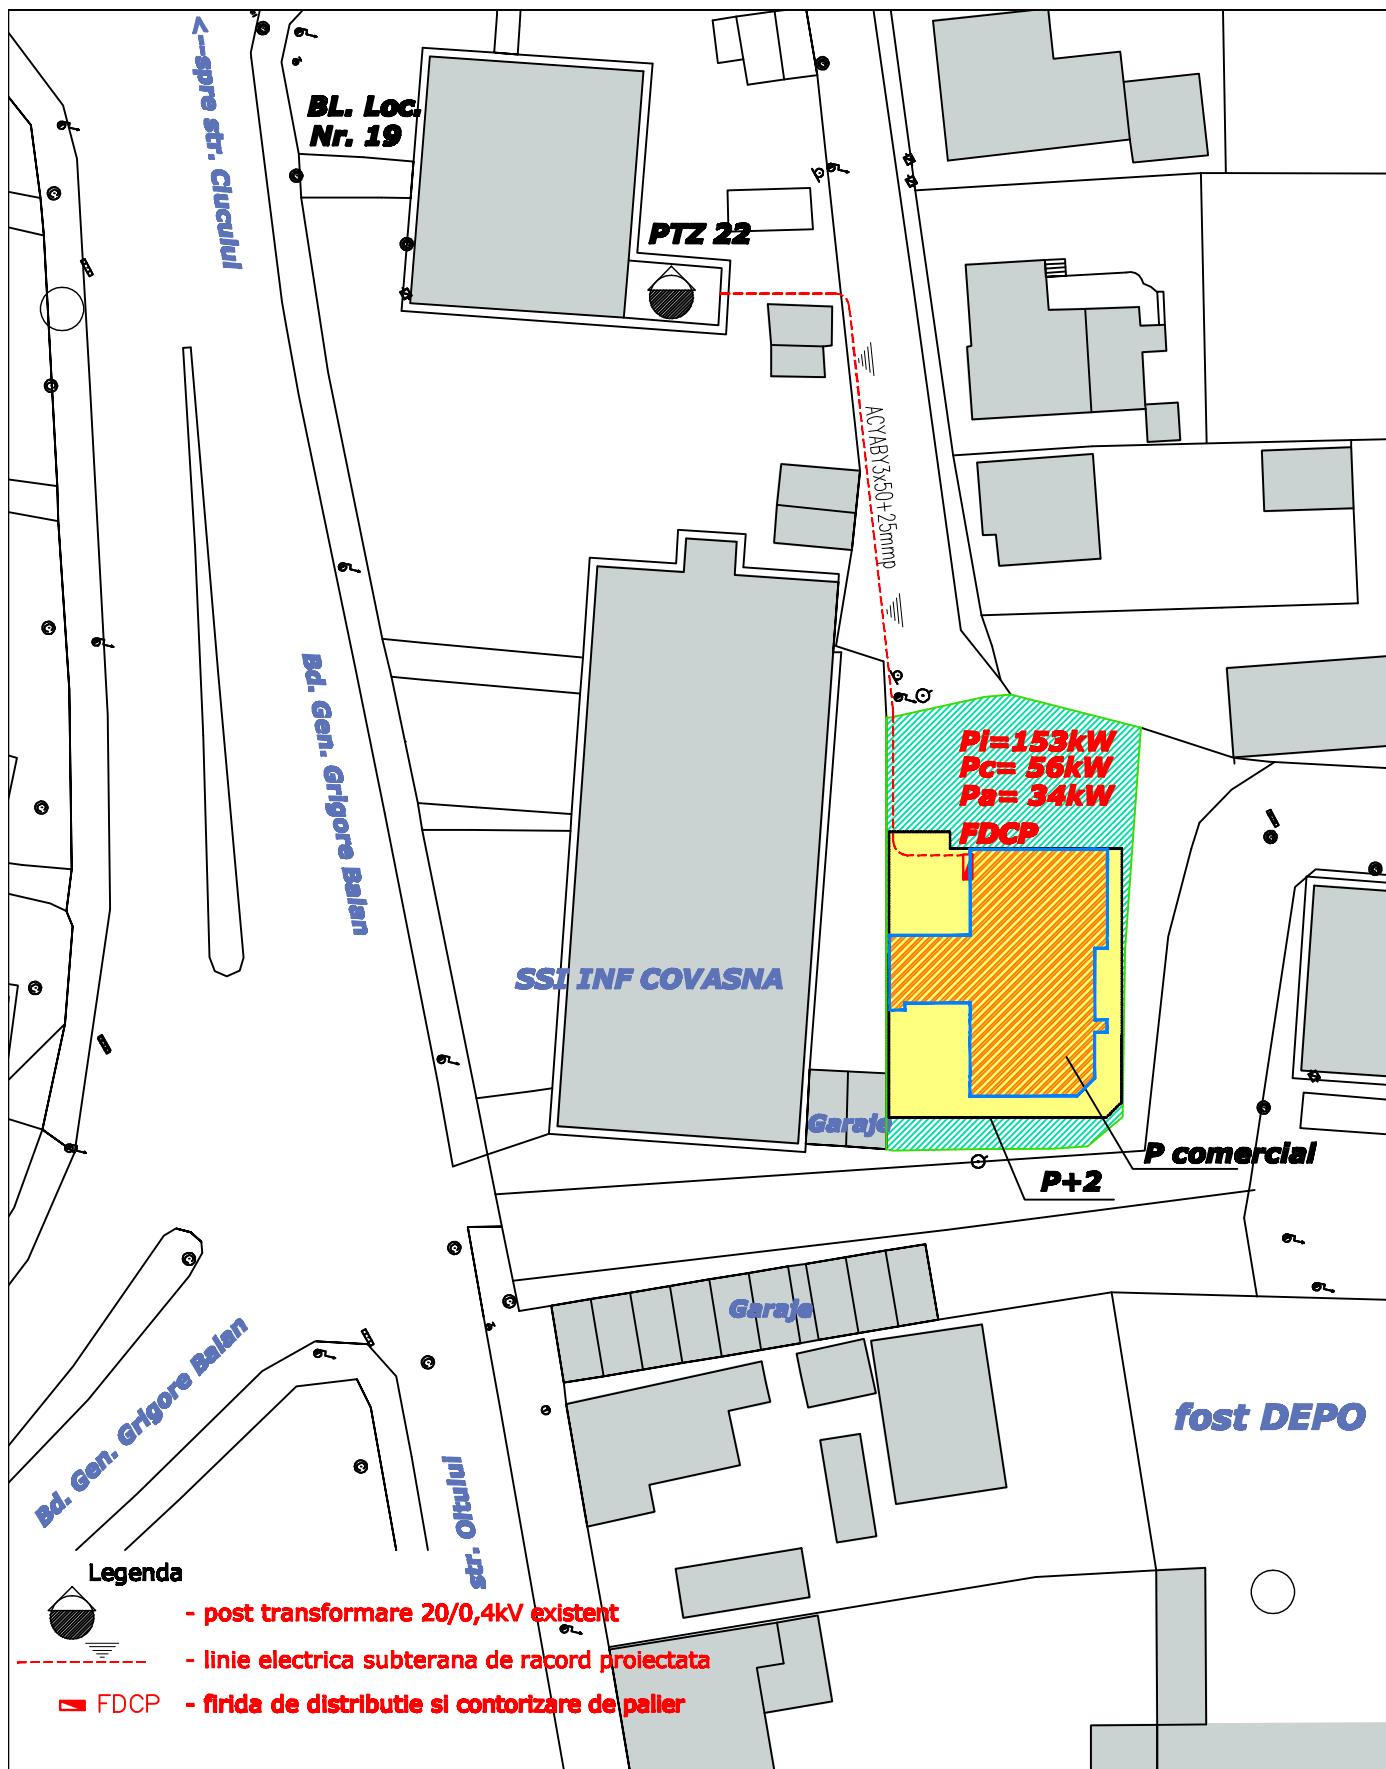 <--spre str. Ciucului
BL. Loc.
Nr. 19
PTZ 22
ACYABY3x50+25mmp
Bd. Gen. Grigore Balan
Pi=153kW
Pc= 56kW
Pa= 34kW
FDCP
SSI INF COVASNA
Garaje
P comercial
P+2
Garaje
Bd. Gen. Grigore Balan
fost DEPO
str. Oltului
Legenda
- post transformare 20/0,4kV existent
- linie electrica subterana de racord proiectata
FDCP - firida de distributie si contorizare de palier